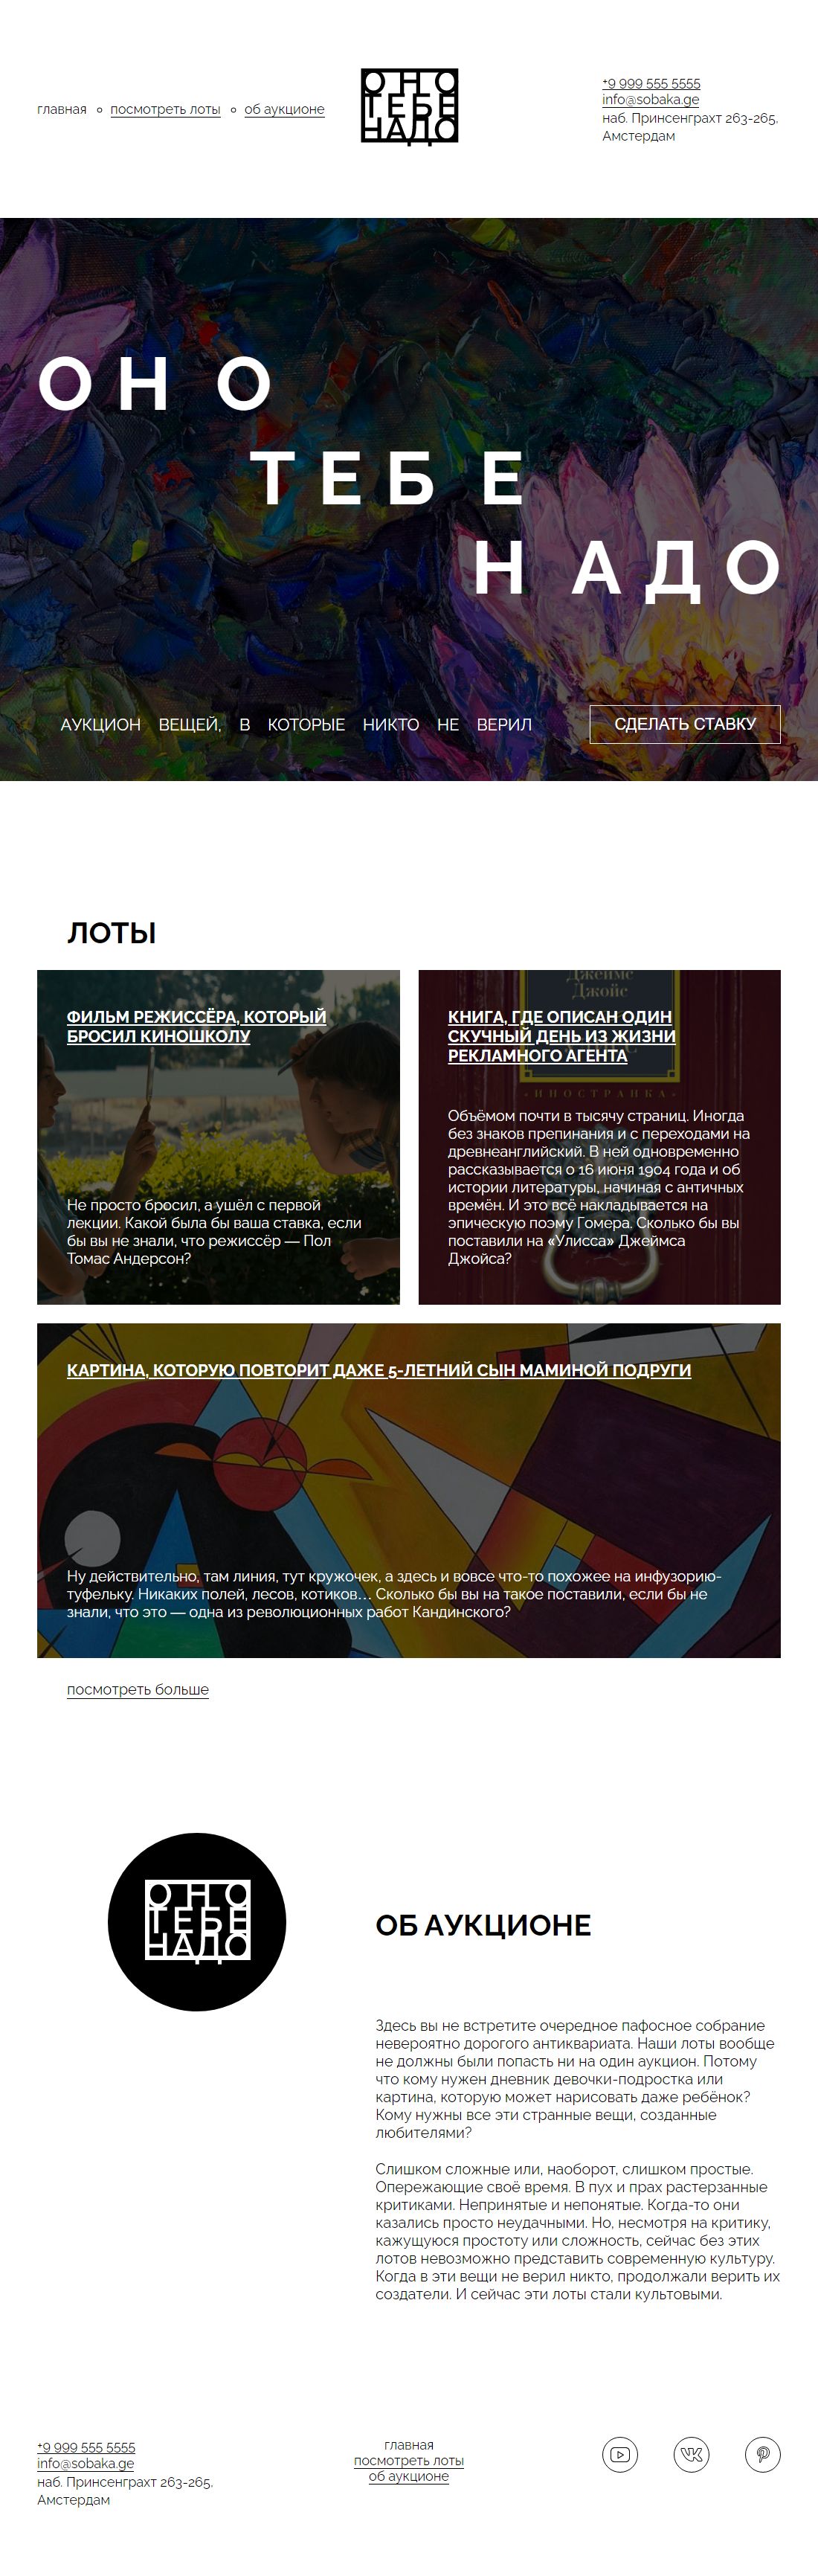 главная
посмотреть лоты
об аукционе
ОНО
ТЕБЕ
НАДО
+9 999 555 5555
info@sobaka.ge
наб. Принсенграхт 263-265,
Амстердам
ОНО
ТЕБЕ
НАДО
АУКЦИОН ВЕЩЕЙ, В КОТОРЫЕ НИКТО НЕ ВЕРИЛ
СДЕЛАТЬ СТАВКУ
ЛОТЫ
ФИЛЬМ РЕЖИССЁРА, КОТОРЫЙ
БРОСИЛ КИНОШКОЛУ
Не просто бросил, а ушёл с первой
лекции. Какой была бы ваша ставка, если
бы вы не знали, что режиссёр — Пол
Томас Андерсон?
Джеймс
Джойс
КНИГА, ГДЕ ОПИСАН ОДИН
СКУЧНЫЙ ДЕНЬ ИЗ ЖИЗНИ
РЕКЛАМНОГО АГЕНТА
ИНОСТРАНКА
Объёмом почти в тысячу страниц. Иногда
без знаков препинания и с переходами на
древнеанглийский. В ней одновременно
рассказывается о 16 июня 1904 года и об
истории литературы, начиная с античных
времён. И это всё накладывается на
эпическую поэму Гомера. Сколько бы вы
поставили на «Улисса» Джеймса
Джойса?
КАРТИНА, КОТОРУЮ ПОВТОРИТ ДАЖЕ 5-ЛЕТНИЙ СЫН МАМИНОЙ ПОДРУГИ
Ну действительно, там линия, тут кружочек, а здесь и вовсе что-то похожее на инфузорию-
туфельку. Никаких полей, лесов, котиков… Сколько бы вы на такое поставили, если бы не
знали, что это — одна из революционных работ Кандинского?
посмотреть больше
ОНО
ТЕБЕ
НАДО
ОБ АУКЦИОНЕ
Здесь вы не встретите очередное пафосное собрание
невероятно дорогого антиквариата. Наши лоты вообще
не должны были попасть ни на один аукцион. Потому
что кому нужен дневник девочки-подростка или
картина, которую может нарисовать даже ребёнок?
Кому нужны все эти странные вещи, созданные
любителями?
Слишком сложные или, наоборот, слишком простые.
Опережающие своё время. В пух и прах растерзанные
критиками. Непринятые и непонятые. Когда-то они
казались просто неудачными. Но, несмотря на критику,
кажущуюся простоту или сложность, сейчас без этих
лотов невозможно представить современную культуру.
Когда в эти вещи не верил никто, продолжали верить их
создатели. И сейчас эти лоты стали культовыми.
+9 999 555 5555
info@sobaka.ge
наб. Принсенграхт 263-265,
Амстердам
главная
посмотреть лоты
об аукционе